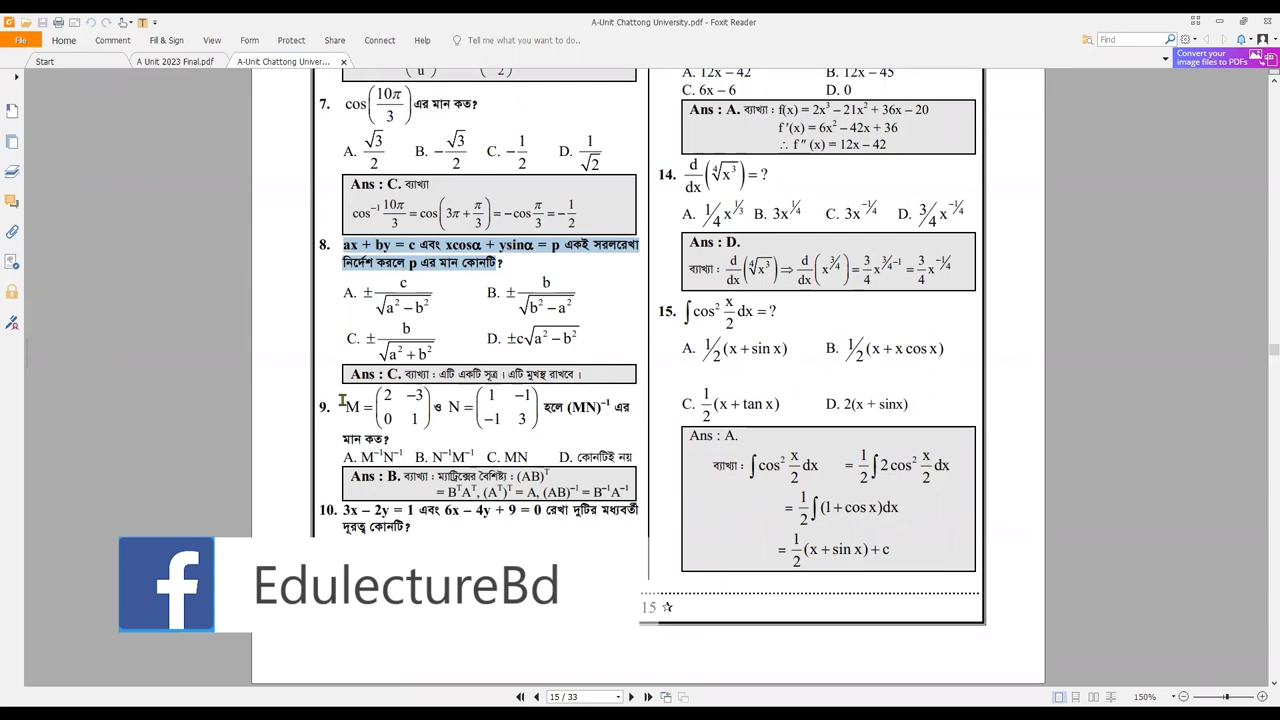 A-Unit Chattong University.pdf - Foxit Reader
File Home Comment Fill & Sign View Form Protect Share Connect Help Tell me what you want to do... Find
Start A Unit 2023 Final.pdf A-Unit Chattong Univer...
Convert your
image files to PDFs
(u) (2)
7. cos(10π/3) এর মান কত?
A. √3/2 B. −√3/2 C. −1/2 D. 1/√2
Ans : C. ব্যাখ্যা
cos⁻¹ 10π/3 = cos(3π + π/3) = −cos π/3 = −1/2
8. ax + by = c এবং xcosα + ysinα = p একই সরলরেখা
নির্দেশ করলে p এর মান কোনটি?
A. ± c/√(a² − b²) B. ± b/√(b² − a²)
C. ± b/√(a² + b²) D. ±c√(a² − b²)
Ans : C. ব্যাখ্যা : এটি একটি সূত্র। এটি মুখস্থ রাখবে।
9. M = (2 −3
0 1) ও N = (1 −1
−1 3) হলে (MN)⁻¹ এর
মান কত?
A. M⁻¹N⁻¹ B. N⁻¹M⁻¹ C. MN D. কোনটিই নয়
Ans : B. ব্যাখ্যা : ম্যাট্রিক্সের বৈশিষ্ট্য : (AB)ᵀ
= BᵀAᵀ, (Aᵀ)ᵀ = A, (AB)⁻¹ = B⁻¹A⁻¹
10. 3x − 2y = 1 এবং 6x − 4y + 9 = 0 রেখা দুটির মধ্যবর্তী
দূরত্ব কোনটি?
f EdulectureBd
A. 12x − 42 B. 12x − 45
C. 6x − 6 D. 0
Ans : A. ব্যাখ্যা : f(x) = 2x³ − 21x² + 36x − 20
f ′(x) = 6x² − 42x + 36
∴ f ″ (x) = 12x − 42
14. d/dx (∜x³) = ?
A. 1/4 x^(1/3) B. 3x^(1/4) C. 3x^(−1/4) D. 3/4 x^(−1/4)
Ans : D.
ব্যাখ্যা : d/dx (∜x³) ⇒ d/dx (x^(3/4)) = 3/4 x^(3/4 −1) = 3/4 x^(−1/4)
15. ∫cos² x/2 dx = ?
A. 1/2 (x + sin x) B. 1/2 (x + x cos x)
C. 1/2 (x + tan x) D. 2(x + sinx)
Ans : A.
ব্যাখ্যা : ∫cos² x/2 dx = 1/2 ∫2cos² x/2 dx
= 1/2 ∫(1 + cos x)dx
= 1/2 (x + sin x) + c
15 ☆
15 / 33 150%